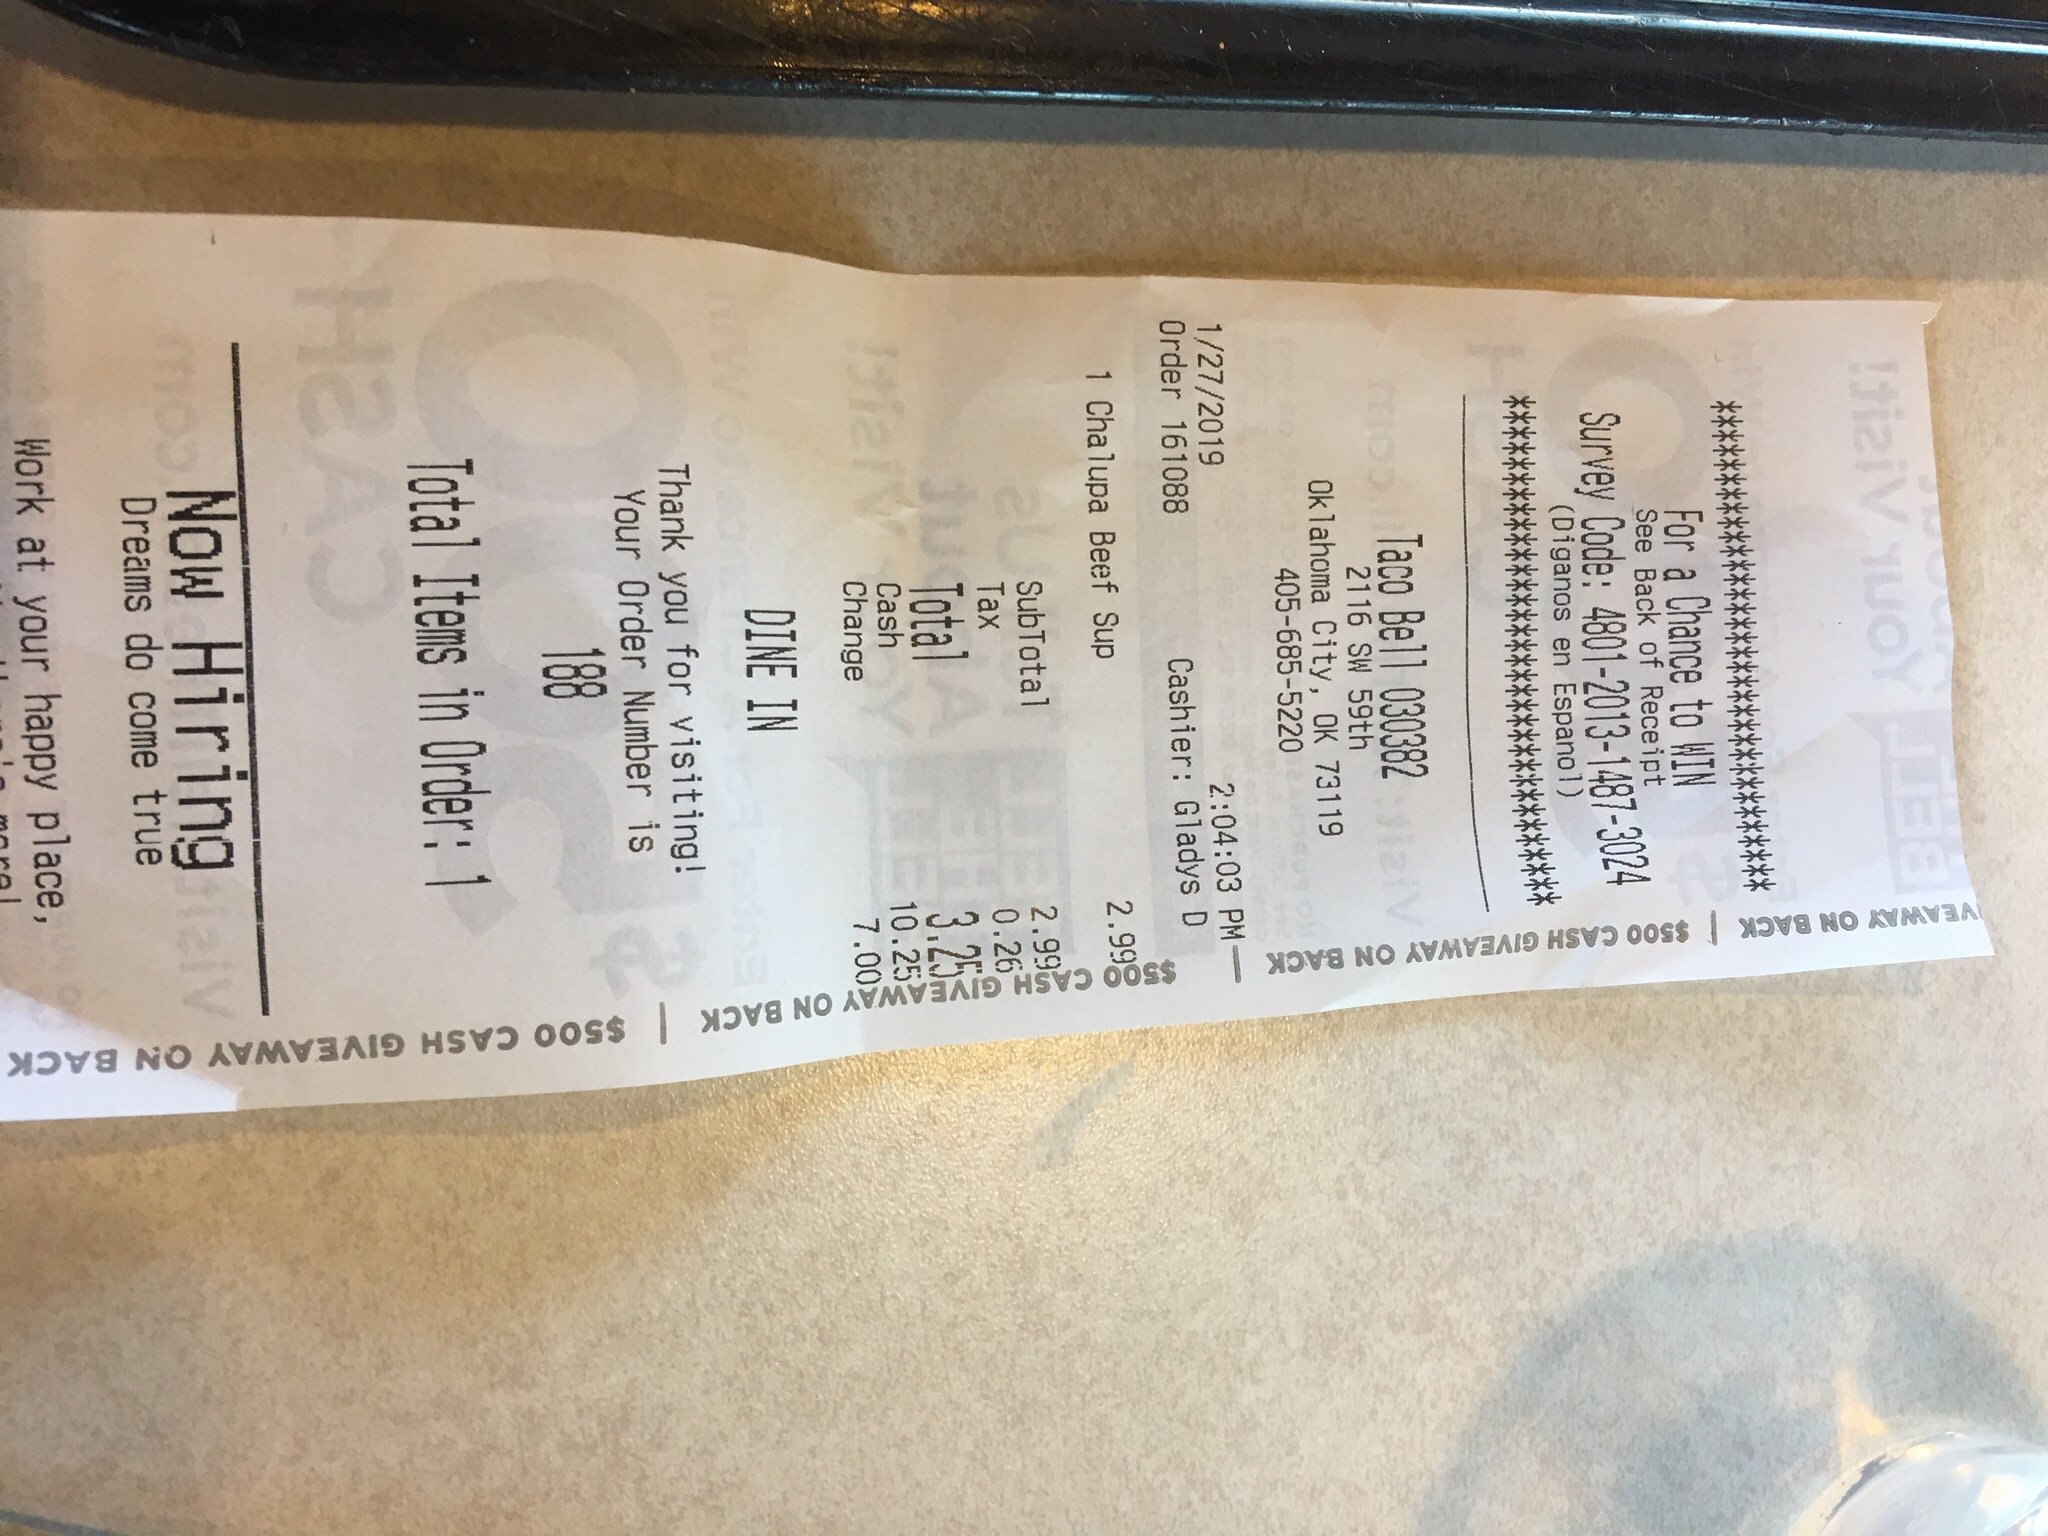 ****************************************
For a Chance to WIN
See Back of Receipt
Survey Code: 4801-2013-1487-3024
(Diganos en Espanol)
****************************************
Taco Bell 030382
2116 SW 59th
Oklahoma City, OK 73119
405-685-5220
1/27/2019 2:04:03 PM
Order 161088 Cashier: Gladys D
1 Chalupa Beef Sup 2.99
SubTotal 2.99
Tax 0.26
Total 3.25
Cash 10.25
Change 7.00
DINE IN
Thank you for visiting!
Your Order Number is
188
Total Items in Order: 1
Now Hiring
Dreams do come true
Work at your happy place,
$500 CASH GIVEAWAY ON BACK | $500 CASH GIVEAWAY ON BACK | $500 CASH GIVEAWAY ON BACK | VEAWAY ON BACK